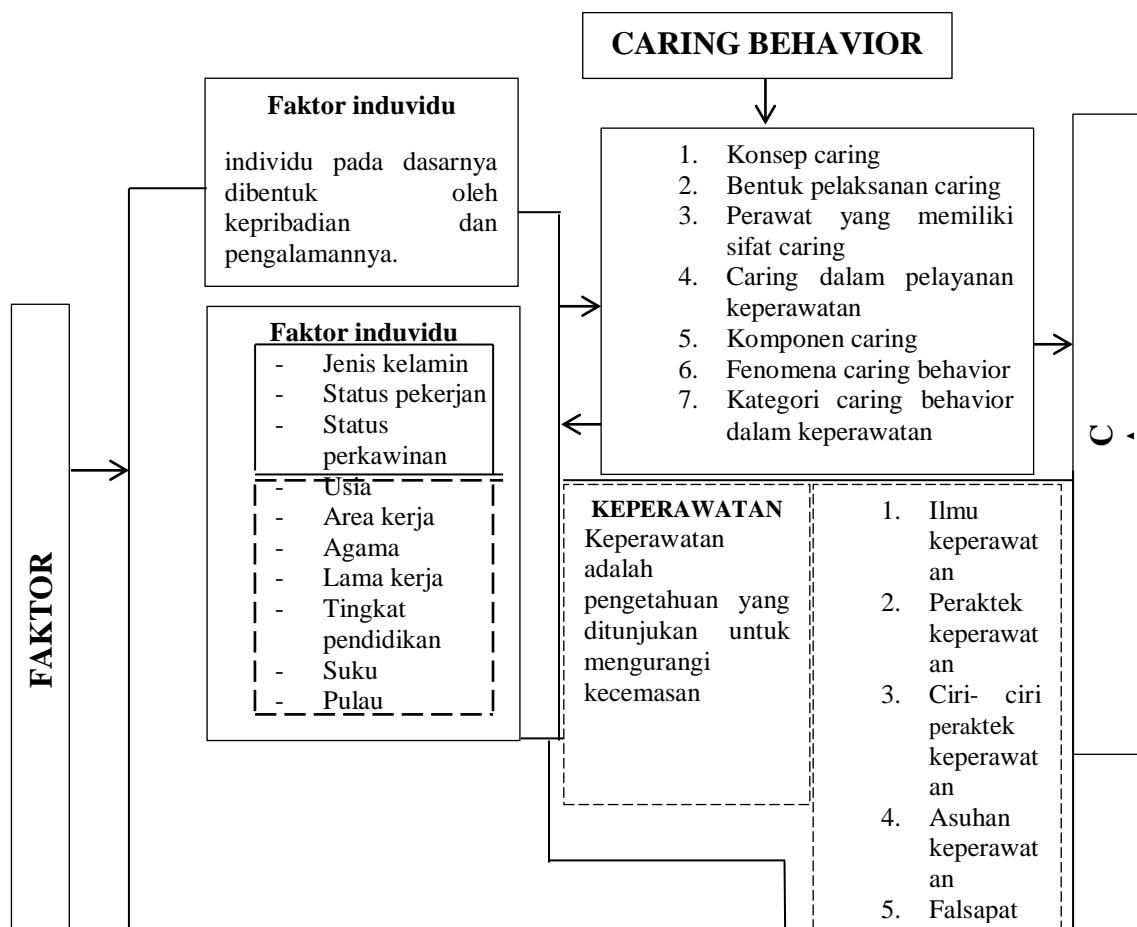 CARING BEHAVIOR
Faktor induvidu
individu pada dasarnya
dibentuk oleh
kepribadian dan
pengalamannya.
1. Konsep caring
2. Bentuk pelaksanan caring
3. Perawat yang memiliki
sifat caring
4. Caring dalam pelayanan
keperawatan
5. Komponen caring
6. Fenomena caring behavior
7. Kategori caring behavior
dalam keperawatan
FAKTOR
Faktor induvidu
- Jenis kelamin
- Status pekerjan
- Status
perkawinan
- Usia
- Area kerja
- Agama
- Lama kerja
- Tingkat
pendidikan
- Suku
- Pulau
KEPERAWATAN
Keperawatan
adalah
pengetahuan yang
ditunjukan untuk
mengurangi
kecemasan
1. Ilmu
keperawat
an
2. Peraktek
keperawat
an
3. Ciri- ciri
peraktek
keperawat
an
4. Asuhan
keperawat
an
5. Falsapat
C